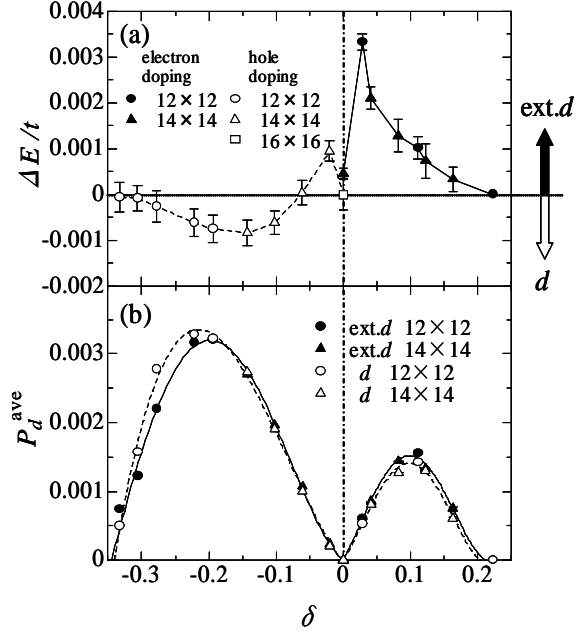 (a)
electron doping
12×12
14×14
hole doping
12×12
14×14
16×16
0.004
0.003
0.002
0.001
0
-0.001
-0.002
ΔE/t
ext.d
d
(b)
ext.d 12×12
ext.d 14×14
d 12×12
d 14×14
0.003
0.002
0.001
0
P_d^ave
-0.3 -0.2 -0.1 0 0.1 0.2
δ